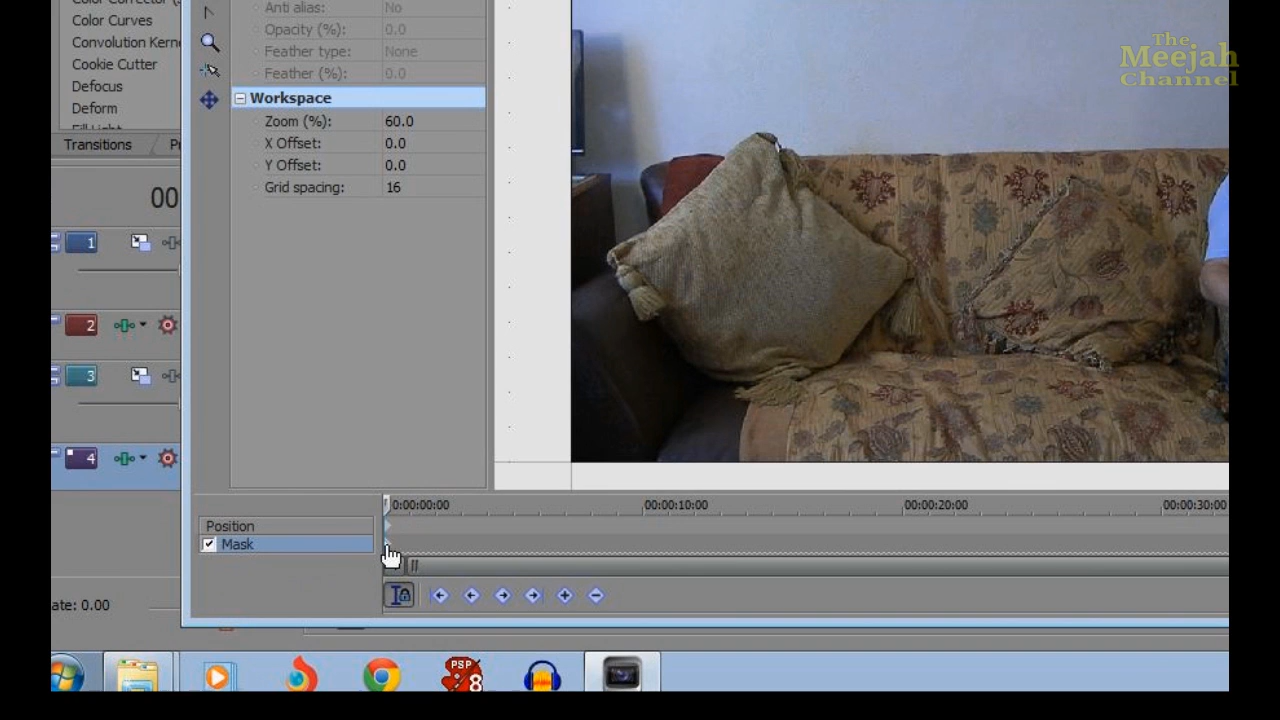 Color Curves
Convolution Kern
Cookie Cutter
Defocus
Deform
Transitions
Anti alias: No
Opacity (%): 0.0
Feather type: None
Feather (%): 0.0
Workspace
Zoom (%): 60.0
X Offset: 0.0
Y Offset: 0.0
Grid spacing: 16
The
Meejah
Channel
00
1
2
3
4
0:00:00:00 00:00:10:00 00:00:20:00 00:00:30:00
Position
Mask
ate: 0.00
PSP
8